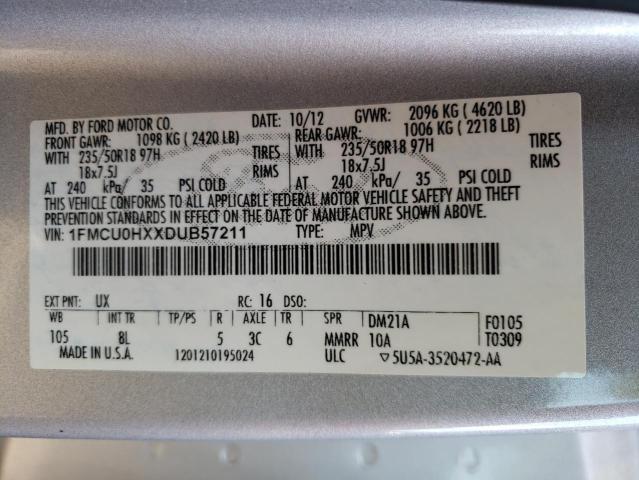 MFD. BY FORD MOTOR CO. DATE: 10/12 GVWR: 2096 KG ( 4620 LB)
FRONT GAWR: 1098 KG ( 2420 LB) REAR GAWR: 1006 KG ( 2218 LB)
WITH 235/50R18 97H TIRES WITH 235/50R18 97H TIRES
18x7.5J RIMS 18x7.5J RIMS
AT 240 kPa/ 35 PSI COLD AT 240 kPa/ 35 PSI COLD
THIS VEHICLE CONFORMS TO ALL APPLICABLE FEDERAL MOTOR VEHICLE SAFETY AND THEFT
PREVENTION STANDARDS IN EFFECT ON THE DATE OF MANUFACTURE SHOWN ABOVE.
VIN: 1FMCU0HXXDUB57211 TYPE: MPV
EXT PNT: UX RC: 16 DSO:
WB INT TR TP/PS R AXLE TR SPR DM21A F0105
105 8L 5 3C 6 MMRR 10A T0309
MADE IN U.S.A. 1201210195024 ULC ▽5U5A-3520472-AA